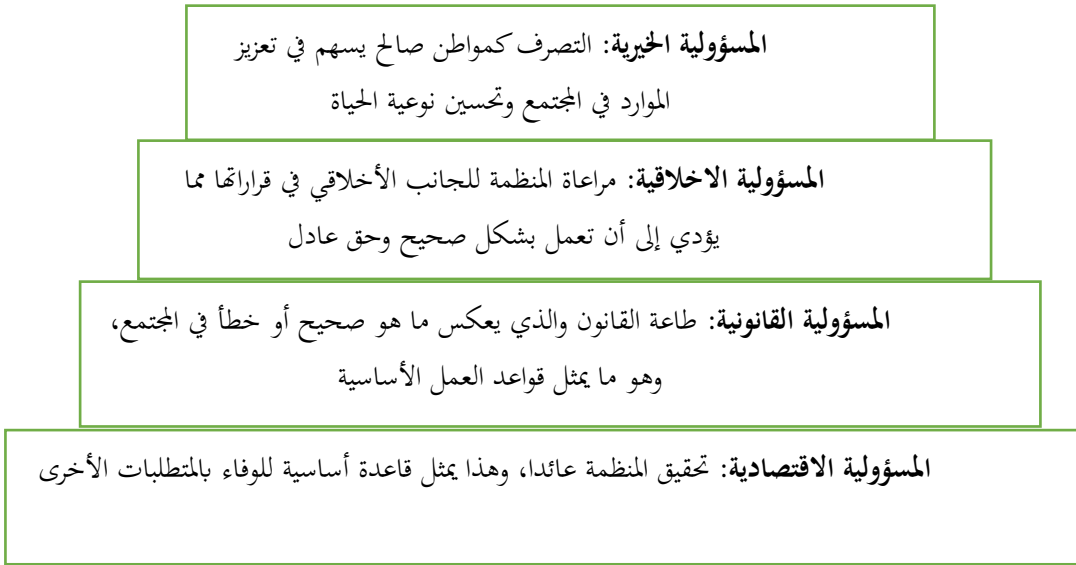 المسؤولية الخيرية: التصرف كمواطن صالح يسهم في تعزيز
الموارد في المجتمع وتحسين نوعية الحياة
المسؤولية الاخلاقية: مراعاة المنظمة للجانب الأخلاقي في قراراتها مما
يؤدي إلى أن تعمل بشكل صحيح وحق عادل
المسؤولية القانونية: طاعة القانون والذي يعكس ما هو صحيح أو خطأ في المجتمع،
وهو ما يمثل قواعد العمل الأساسية
المسؤولية الاقتصادية: تحقيق المنظمة عائدا، وهذا يمثل قاعدة أساسية للوفاء بالمتطلبات الأخرى